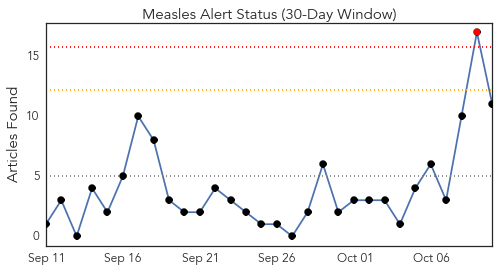 Measles Alert Status (30-Day Window)
Articles Found
15
10
5
0
Sep 11 Sep 16 Sep 21 Sep 26 Oct 01 Oct 06